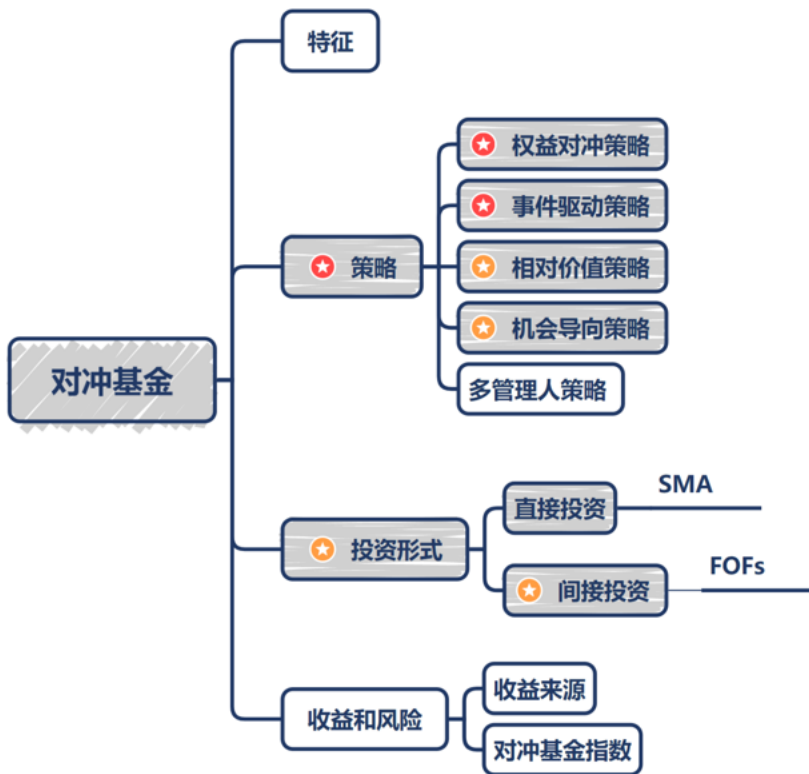 对冲基金
特征
策略
权益对冲策略
事件驱动策略
相对价值策略
机会导向策略
多管理人策略
投资形式
直接投资
SMA
间接投资
FOFs
收益和风险
收益来源
对冲基金指数